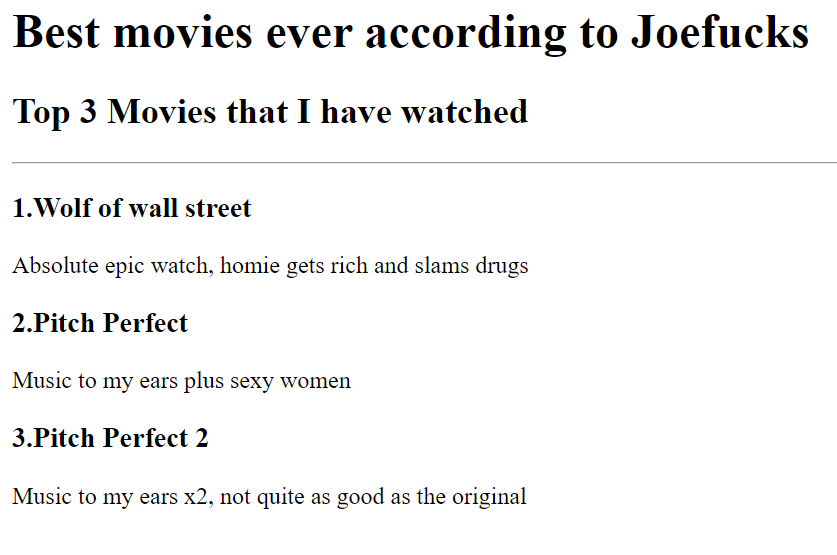 Best movies ever according to Joefucks
Top 3 Movies that I have watched
1.Wolf of wall street
Absolute epic watch, homie gets rich and slams drugs
2.Pitch Perfect
Music to my ears plus sexy women
3.Pitch Perfect 2
Music to my ears x2, not quite as good as the original